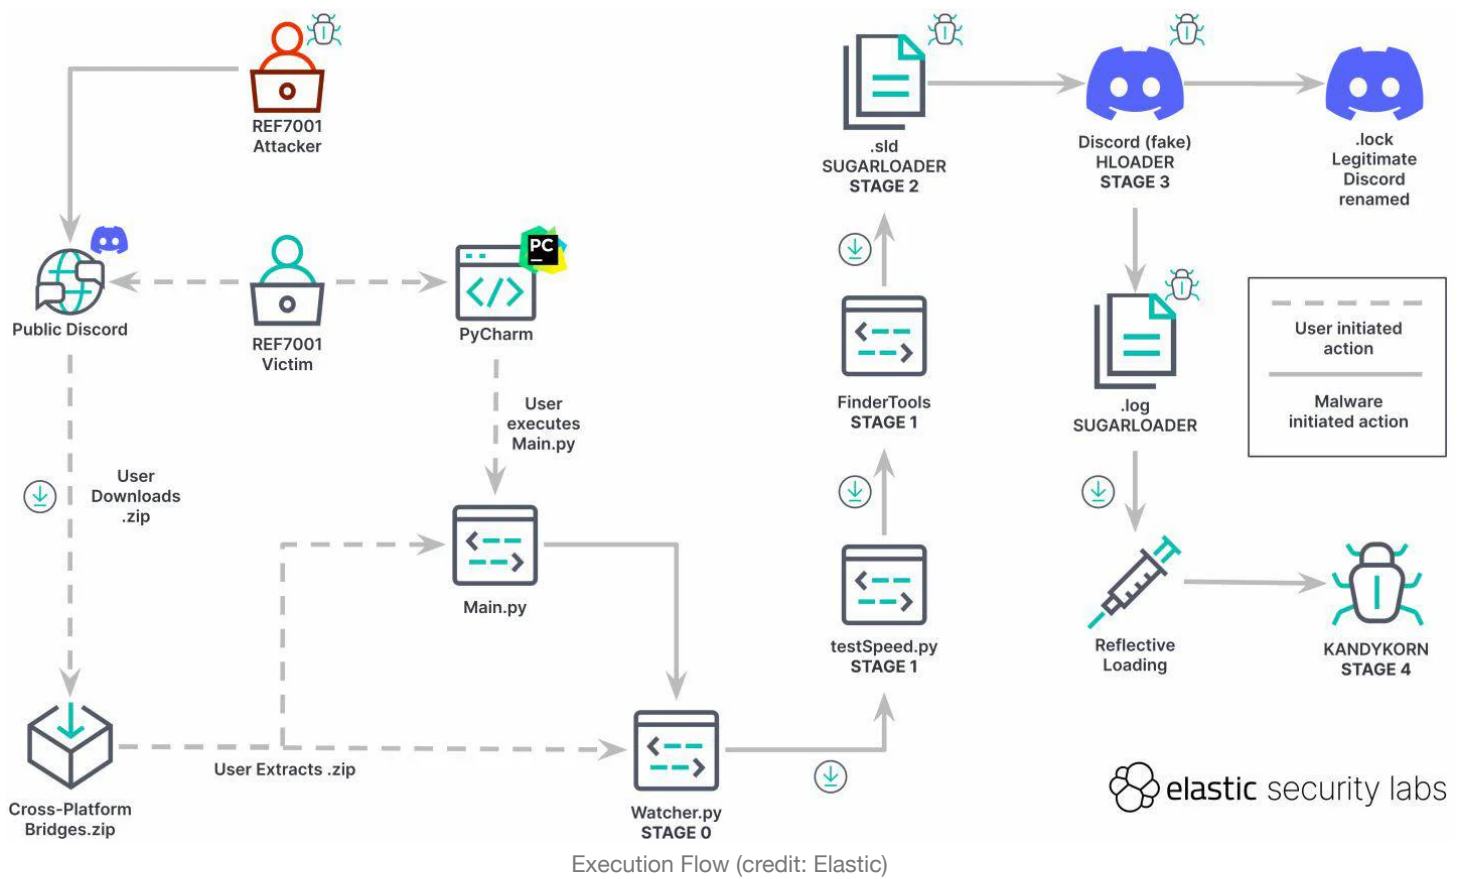 REF7001
Attacker
Public Discord
REF7001
Victim
PC
PyCharm
User
executes
Main.py
User
Downloads
.zip
Main.py
Cross-Platform
Bridges.zip
User Extracts .zip
Watcher.py
STAGE 0
testSpeed.py
STAGE 1
FinderTools
STAGE 1
.sld
SUGARLOADER
STAGE 2
Discord (fake)
HLOADER
STAGE 3
.lock
Legitimate
Discord
renamed
.log
SUGARLOADER
Reflective
Loading
KANDYKORN
STAGE 4
User initiated
action
Malware
initiated action
elastic security labs
Execution Flow (credit: Elastic)